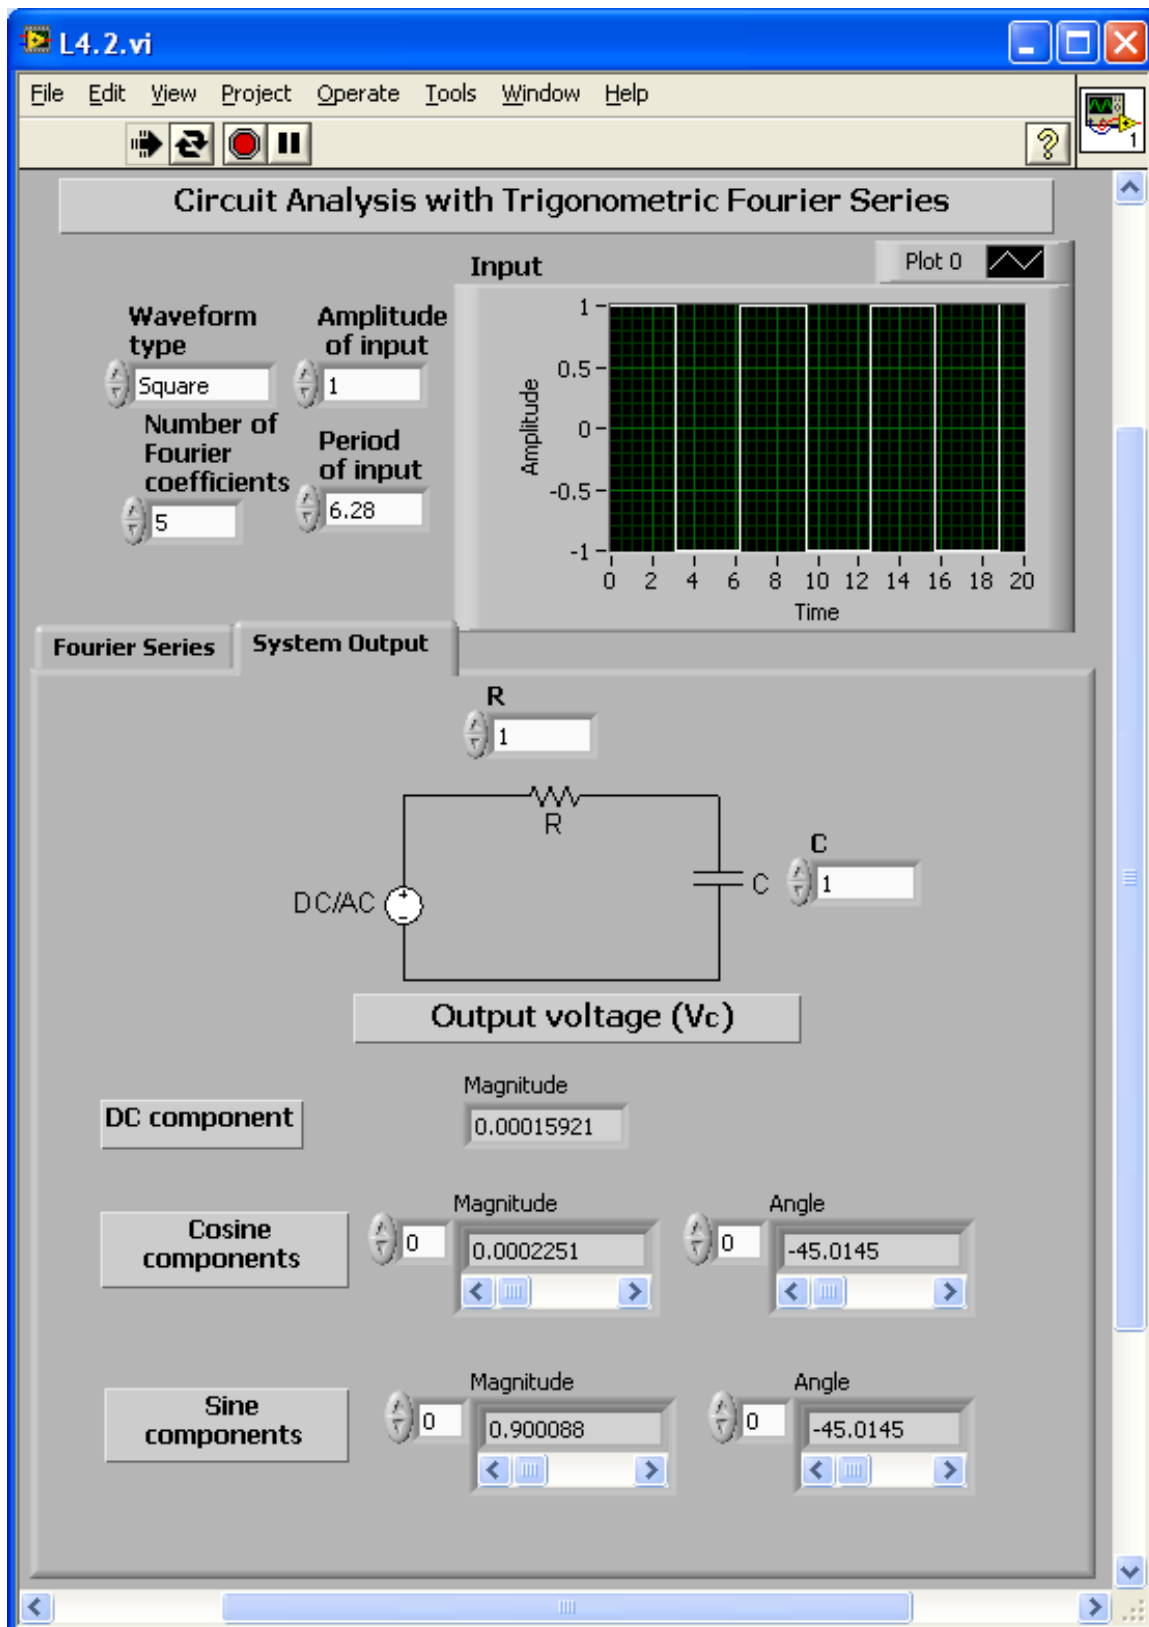 L4.2.vi
File Edit View Project Operate Tools Window Help
1
Circuit Analysis with Trigonometric Fourier Series
Input
Plot 0
Waveform type
Square
Amplitude of input
1
Number of Fourier coefficients
5
Period of input
6.28
Amplitude
1
0.5
0
-0.5
-1
0 2 4 6 8 10 12 14 16 18 20
Time
Fourier Series
System Output
R
1
R
DC/AC
C
C
1
Output voltage (Vc)
DC component
Magnitude
0.00015921
Cosine components
0
Magnitude
0.0002251
0
Angle
-45.0145
Sine components
0
Magnitude
0.900088
0
Angle
-45.0145